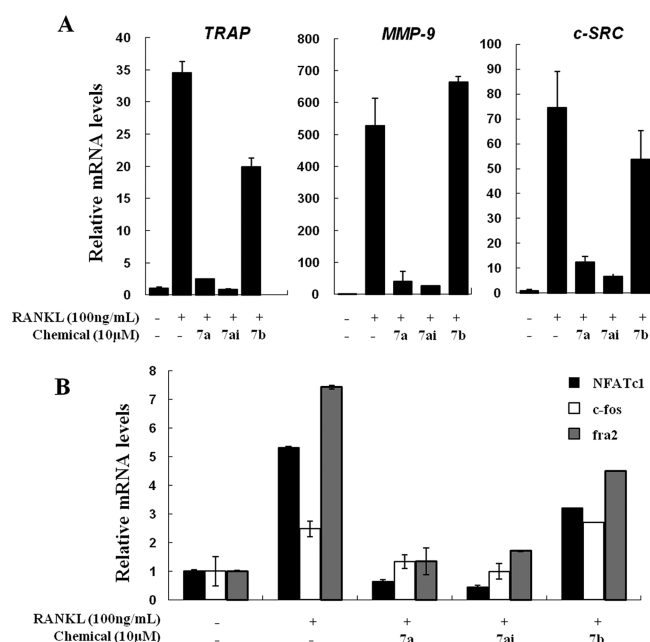 A
TRAP
MMP-9
c-SRC
Relative mRNA levels
40
35
30
25
20
15
10
5
0
800
700
600
500
400
300
200
100
0
100
90
80
70
60
50
40
30
20
10
0
RANKL (100ng/mL) - + + + + - + + + + - + + + +
Chemical (10μM) - - 7a 7ai 7b - - 7a 7ai 7b - - 7a 7ai 7b
B
Relative mRNA levels
8
7
6
5
4
3
2
1
0
NFATc1
c-fos
fra2
RANKL (100ng/mL) - + + + +
Chemical (10μM) - - 7a 7ai 7b